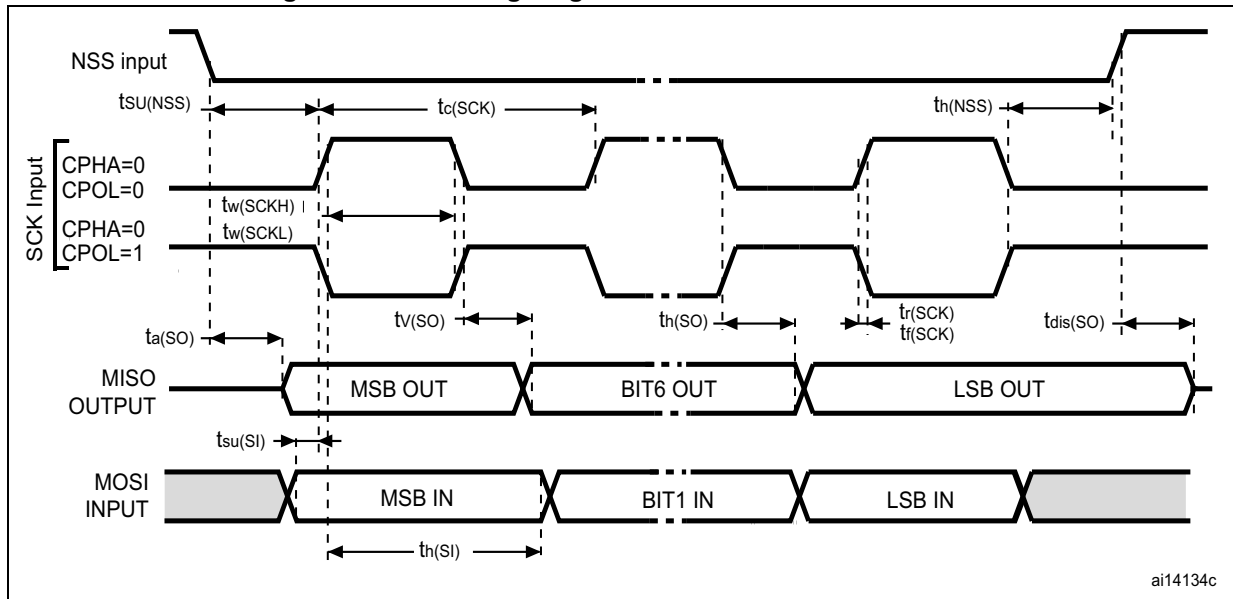 NSS input
tSU(NSS)
tc(SCK)
th(NSS)
SCK Input
CPHA=0
CPOL=0
tw(SCKH)
CPHA=0
CPOL=1
tw(SCKL)
tV(SO)
th(SO)
tr(SCK)
tf(SCK)
ta(SO)
tdis(SO)
MISO
OUTPUT
MSB OUT
BIT6 OUT
LSB OUT
tsu(SI)
MOSI
INPUT
MSB IN
BIT1 IN
LSB IN
th(SI)
ai14134c